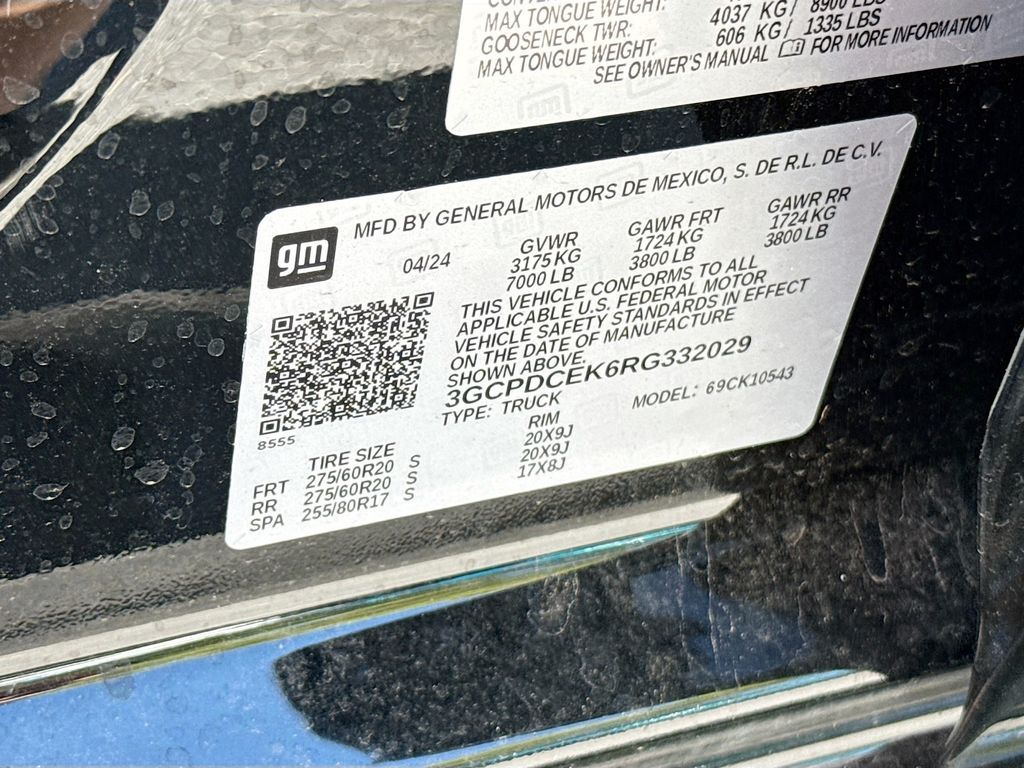 MAX TONGUE WEIGHT: 4037 KG/ 8900 LBS
GOOSENECK TWR: 606 KG/ 1335 LBS
MAX TONGUE WEIGHT:
SEE OWNER'S MANUAL FOR MORE INFORMATION
gm
MFD BY GENERAL MOTORS DE MEXICO, S. DE R.L. DE C.V.
04/24
GVWR GAWR FRT GAWR RR
3175 KG 1724 KG 1724 KG
7000 LB 3800 LB 3800 LB
THIS VEHICLE CONFORMS TO ALL
APPLICABLE U.S. FEDERAL MOTOR
VEHICLE SAFETY STANDARDS IN EFFECT
ON THE DATE OF MANUFACTURE
SHOWN ABOVE.
3GCPDCEK6RG332029
TYPE: TRUCK MODEL: 69CK10543
8555
TIRE SIZE RIM
FRT 275/60R20 S 20X9J
RR 275/60R20 S 20X9J
SPA 255/80R17 S 17X8J